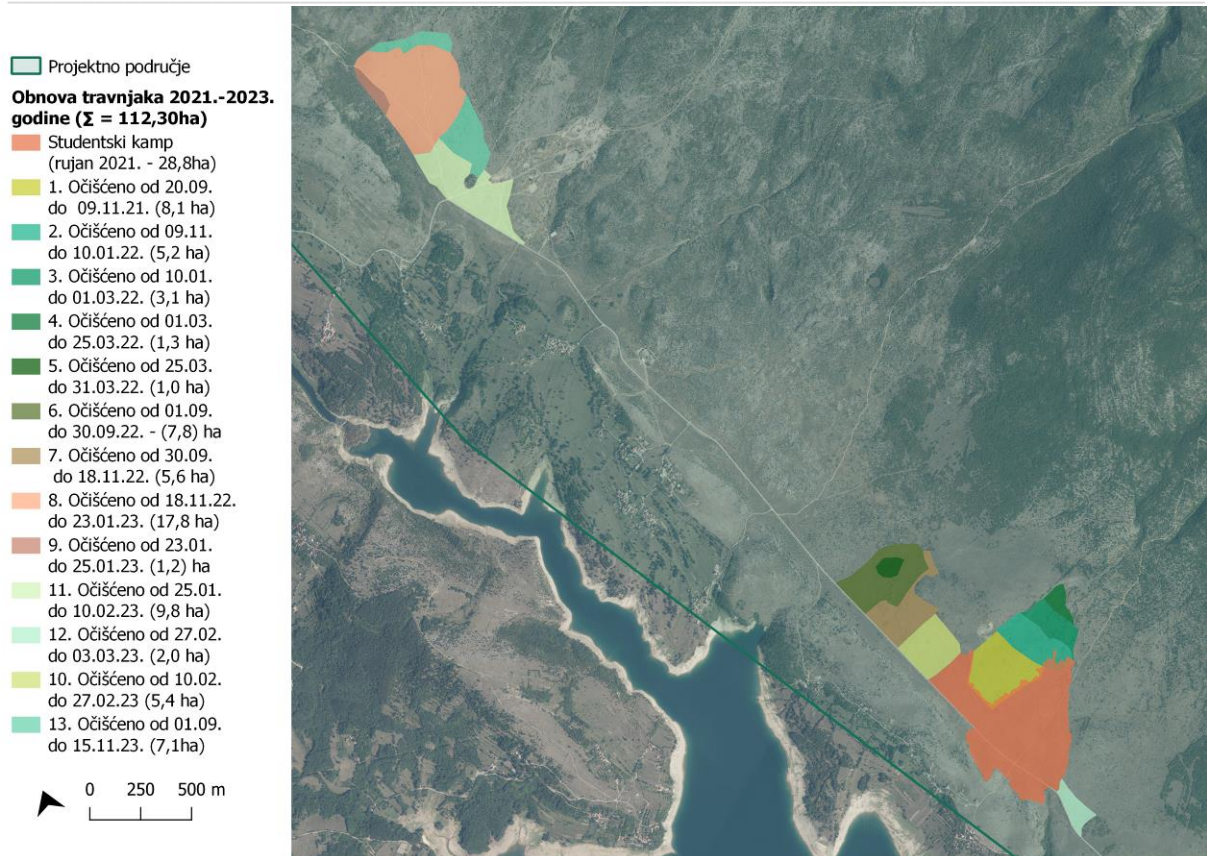 Projektno područje
Obnova travnjaka 2021.-2023.
godine (Σ = 112,30ha)
Studentski kamp
(rujan 2021. - 28,8ha)
1. Očišćeno od 20.09.
do 09.11.21. (8,1 ha)
2. Očišćeno od 09.11.
do 10.01.22. (5,2 ha)
3. Očišćeno od 10.01.
do 01.03.22. (3,1 ha)
4. Očišćeno od 01.03.
do 25.03.22. (1,3 ha)
5. Očišćeno od 25.03.
do 31.03.22. (1,0 ha)
6. Očišćeno od 01.09.
do 30.09.22. - (7,8) ha
7. Očišćeno od 30.09.
do 18.11.22. (5,6 ha)
8. Očišćeno od 18.11.22.
do 23.01.23. (17,8 ha)
9. Očišćeno od 23.01.
do 25.01.23. (1,2) ha
11. Očišćeno od 25.01.
do 10.02.23. (9,8 ha)
12. Očišćeno od 27.02.
do 03.03.23. (2,0 ha)
10. Očišćeno od 10.02.
do 27.02.23 (5,4 ha)
13. Očišćeno od 01.09.
do 15.11.23. (7,1ha)
0 250 500 m